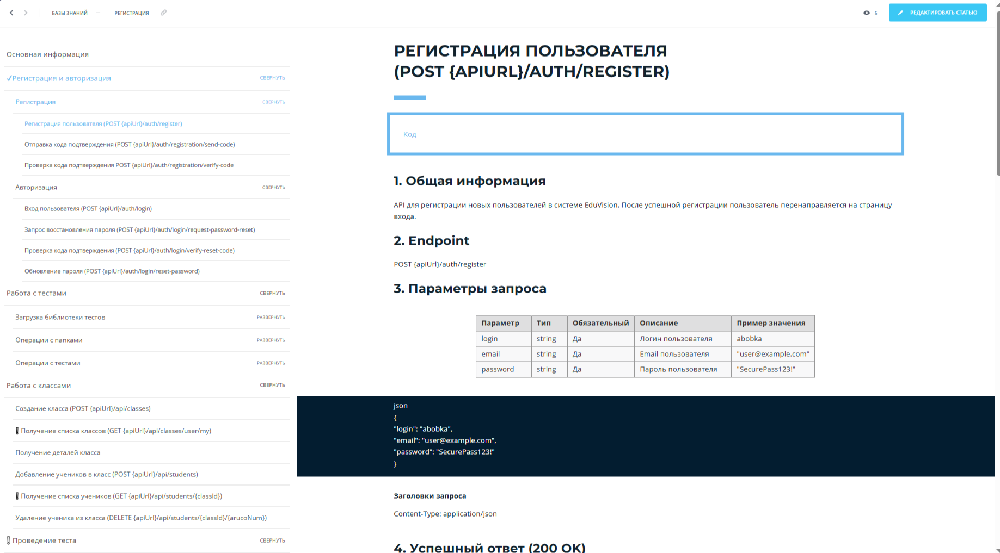 БАЗЫ ЗНАНИЙ ··· РЕГИСТРАЦИЯ
5
РЕДАКТИРОВАТЬ СТАТЬЮ
Основная информация
✓Регистрация и авторизация СВЕРНУТЬ
Регистрация СВЕРНУТЬ
Регистрация пользователя (POST {apiUrl}/auth/register)
Отправка кода подтверждения (POST {apiUrl}/auth/registration/send-code)
Проверка кода подтверждения POST {apiUrl}/auth/registration/verify-code
Авторизация СВЕРНУТЬ
Вход пользователя (POST {apiUrl}/auth/login)
Запрос восстановления пароля (POST {apiUrl}/auth/login/request-password-reset)
Проверка кода подтверждения (POST {apiUrl}/auth/login/verify-reset-code)
Обновление пароля (POST {apiUrl}/auth/login/reset-password)
Работа с тестами СВЕРНУТЬ
Загрузка библиотеки тестов РАЗВЕРНУТЬ
Операции с папками РАЗВЕРНУТЬ
Операции с тестами РАЗВЕРНУТЬ
Работа с классами СВЕРНУТЬ
Создание класса (POST {apiUrl}/api/classes)
❕ Получение списка классов (GET {apiUrl}/api/classes/user/my)
Получение деталей класса
Добавление учеников в класс (POST {apiUrl}/api/students)
❕ Получение списка учеников (GET {apiUrl}/api/students/{classId})
Удаление ученика из класса (DELETE {apiUrl}/api/students/{classId}/{arucoNum})
❕ Проведение теста СВЕРНУТЬ
РЕГИСТРАЦИЯ ПОЛЬЗОВАТЕЛЯ
(POST {APIURL}/AUTH/REGISTER)
Код
1. Общая информация
API для регистрации новых пользователей в системе EduVision. После успешной регистрации пользователь перенаправляется на страницу
входа.
2. Endpoint
POST {apiUrl}/auth/register
3. Параметры запроса
Параметр Тип Обязательный Описание Пример значения
login string Да Логин пользователя abobka
email string Да Email пользователя "user@example.com"
password string Да Пароль пользователя "SecurePass123!"
json
{
"login": "abobka",
"email": "user@example.com",
"password": "SecurePass123!"
}
Заголовки запроса
Content-Type: application/json
4. Успешный ответ (200 OK)